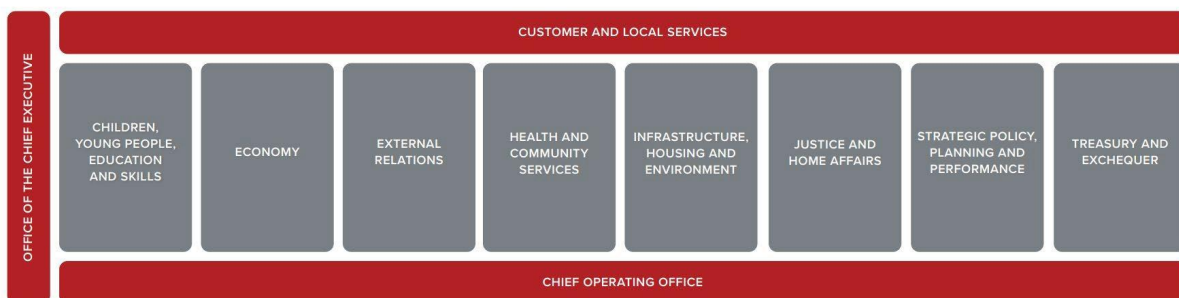 OFFICE OF THE CHIEF EXECUTIVE
CUSTOMER AND LOCAL SERVICES
CHILDREN,
YOUNG PEOPLE,
EDUCATION
AND SKILLS
ECONOMY
EXTERNAL
RELATIONS
HEALTH AND
COMMUNITY
SERVICES
INFRASTRUCTURE,
HOUSING AND
ENVIRONMENT
JUSTICE AND
HOME AFFAIRS
STRATEGIC POLICY,
PLANNING AND
PERFORMANCE
TREASURY AND
EXCHEQUER
CHIEF OPERATING OFFICE